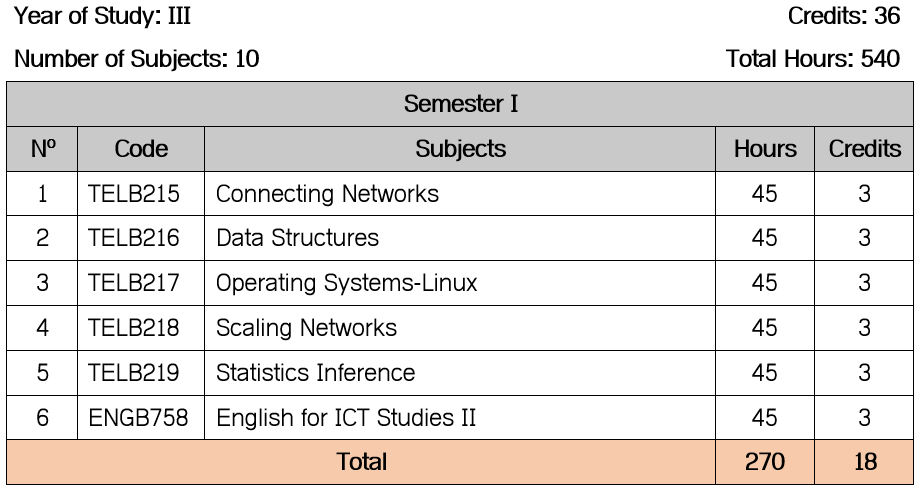 Year of Study: III Credits: 36
Number of Subjects: 10 Total Hours: 540
Semester I
Nº Code Subjects Hours Credits
1 TELB215 Connecting Networks 45 3
2 TELB216 Data Structures 45 3
3 TELB217 Operating Systems-Linux 45 3
4 TELB218 Scaling Networks 45 3
5 TELB219 Statistics Inference 45 3
6 ENGB758 English for ICT Studies II 45 3
Total 270 18